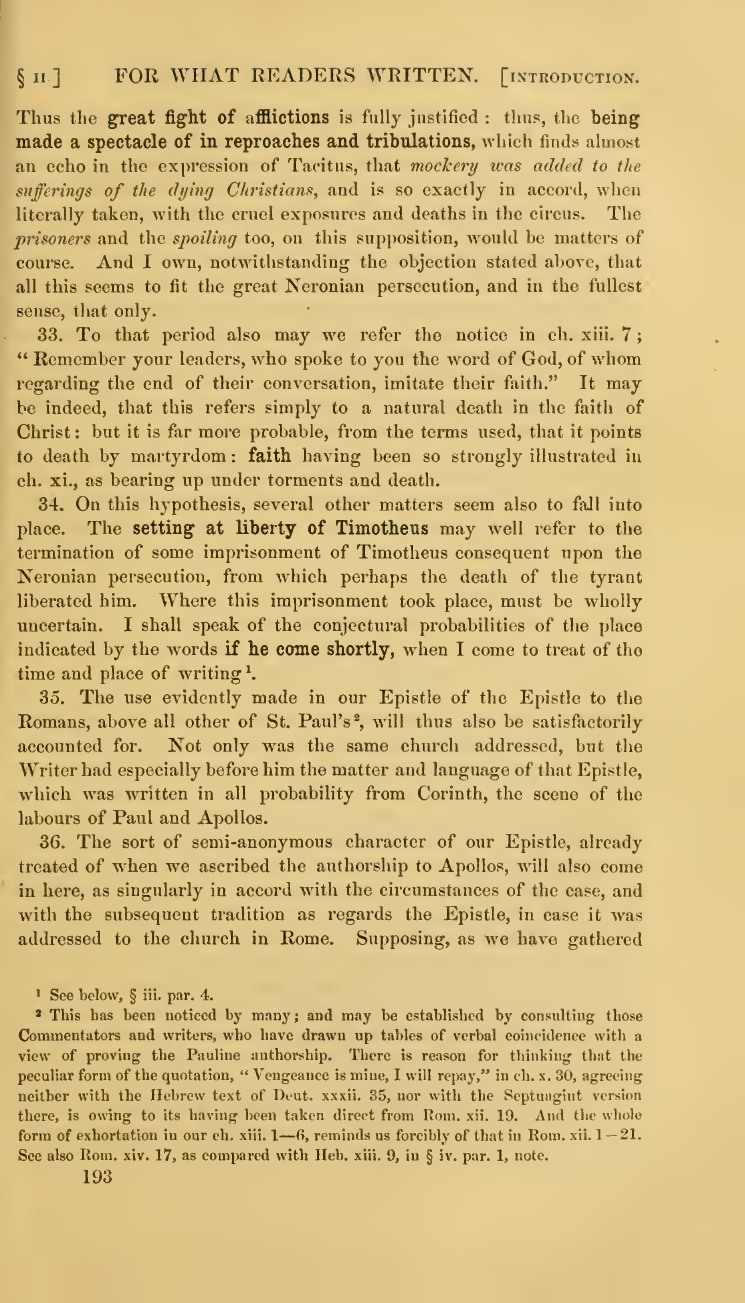 § II.] FOR WHAT READERS WRITTEN. [INTRODUCTION.
Thus the great fight of afflictions is fully justified : thus, the being
made a spectacle of in reproaches and tribulations, which finds almost
an echo in the expression of Tacitus, that mockery was added to the
sufferings of the dying Christians, and is so exactly in accord, when
literally taken, with the cruel exposures and deaths in the circus. The
prisoners and the spoiling too, on this supposition, would be matters of
course. And I own, notwithstanding the objection stated above, that
all this seems to fit the great Neronian persecution, and in the fullest
sense, that only.
33. To that period also may we refer the notice in ch. xiii. 7 ;
“ Remember your leaders, who spoke to you the word of God, of whom
regarding the end of their conversation, imitate their faith.” It may
be indeed, that this refers simply to a natural death in the faith of
Christ : but it is far more probable, from the terms used, that it points
to death by martyrdom : faith having been so strongly illustrated in
ch. xi., as bearing up under torments and death.
34. On this hypothesis, several other matters seem also to fall into
place. The setting at liberty of Timotheus may well refer to the
termination of some imprisonment of Timotheus consequent upon the
Neronian persecution, from which perhaps the death of the tyrant
liberated him. Where this imprisonment took place, must be wholly
uncertain. I shall speak of the conjectural probabilities of the place
indicated by the words if he come shortly, when I come to treat of the
time and place of writing ¹.
35. The use evidently made in our Epistle of the Epistle to the
Romans, above all other of St. Paul’s ², will thus also be satisfactorily
accounted for. Not only was the same church addressed, but the
Writer had especially before him the matter and language of that Epistle,
which was written in all probability from Corinth, the scene of the
labours of Paul and Apollos.
36. The sort of semi-anonymous character of our Epistle, already
treated of when we ascribed the authorship to Apollos, will also come
in here, as singularly in accord with the circumstances of the case, and
with the subsequent tradition as regards the Epistle, in case it was
addressed to the church in Rome. Supposing, as we have gathered
¹ See below, § iii. par. 4.
² This has been noticed by many ; and may be established by consulting those
Commentators and writers, who have drawn up tables of verbal coincidence with a
view of proving the Pauline authorship. There is reason for thinking that the
peculiar form of the quotation, “ Vengeance is mine, I will repay,” in ch. x. 30, agreeing
neither with the Hebrew text of Deut. xxxii. 35, nor with the Septuagint version
there, is owing to its having been taken direct from Rom. xii. 19. And the whole
form of exhortation in our ch. xiii. 1—6, reminds us forcibly of that in Rom. xii. 1–21.
See also Rom. xiv. 17, as compared with Heb. xiii. 9, in § iv. par. 1, note.
193